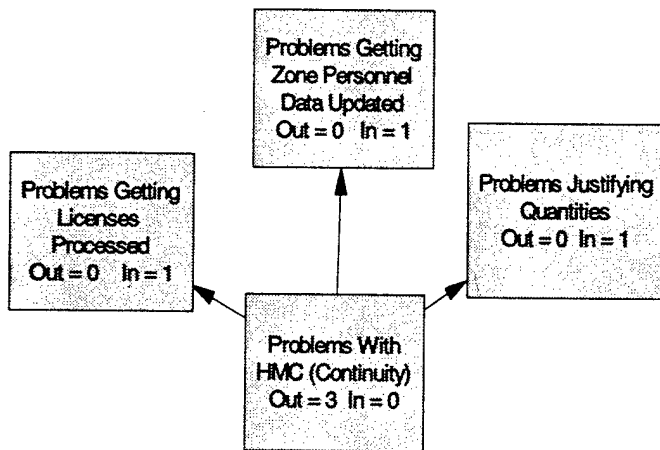 Problems Getting
Zone Personnel
Data Updated
Out = 0 In = 1
Problems Getting
Licenses
Processed
Out = 0 In = 1
Problems Justifying
Quantities
Out = 0 In = 1
Problems With
HMC (Continuity)
Out = 3 In = 0